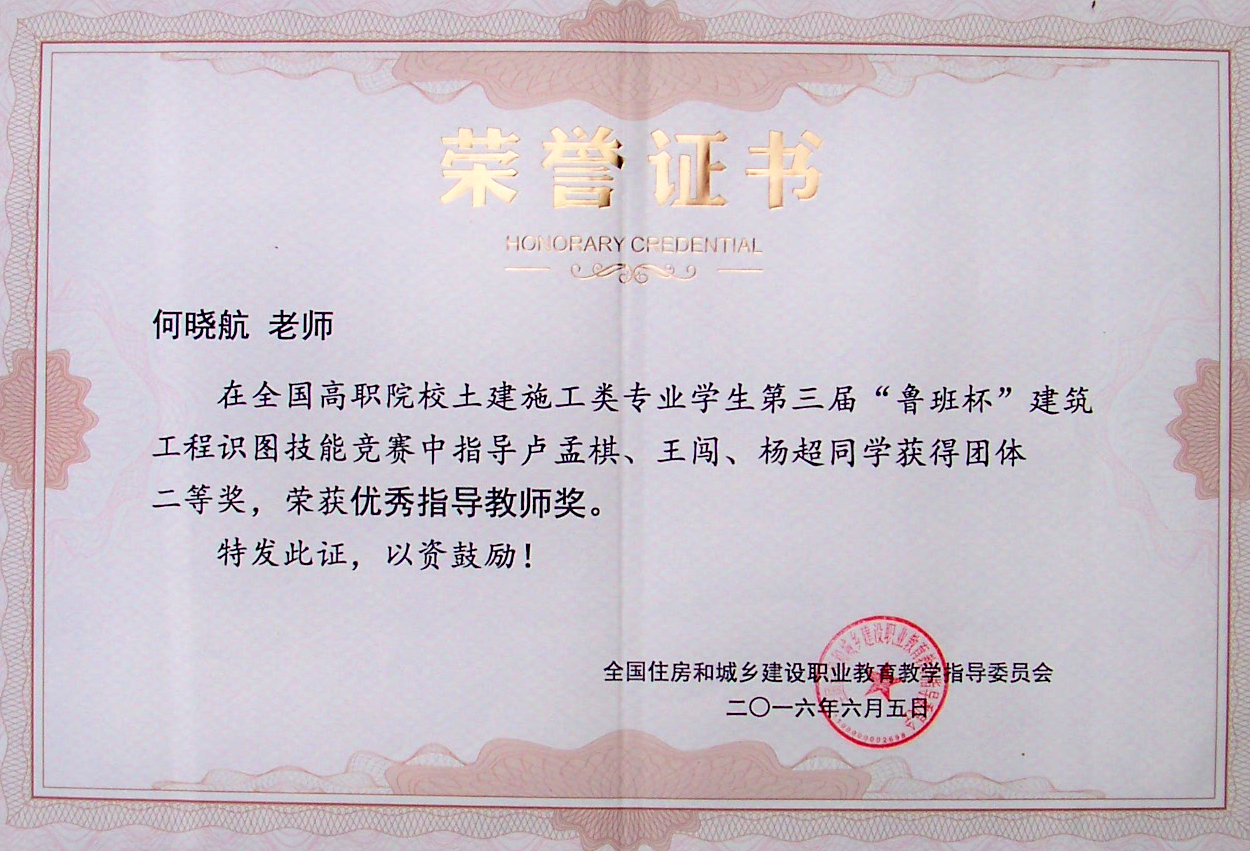 荣誉证书
HONORARY CREDENTIAL
何晓航 老师
在全国高职院校土建施工类专业学生第三届“鲁班杯”建筑
工程识图技能竞赛中指导卢孟棋、王闯、杨超同学获得团体
二等奖，荣获优秀指导教师奖。
特发此证，以资鼓励！
全国住房和城乡建设职业教育教学指导委员会
二〇一六年六月五日